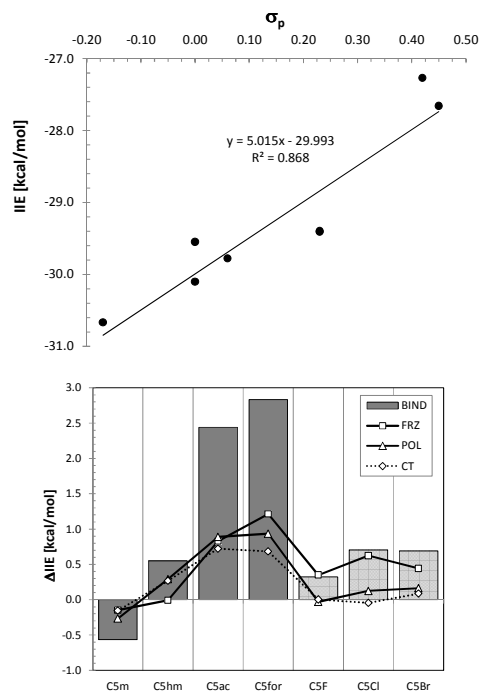 σp
-0.20 0.00 0.10 0.20 0.30 0.40 0.50
-27.0
-28.0
-29.0
-30.0
-31.0
IIE [kcal/mol]
y = 5.015x - 29.993
R² = 0.868
3.0
2.5
2.0
1.5
1.0
0.5
0.0
-0.5
-1.0
ΔIIE [kcal/mol]
BIND
FRZ
POL
CT
C5m C5hm C5ac C5for C5F C5Cl C5Br